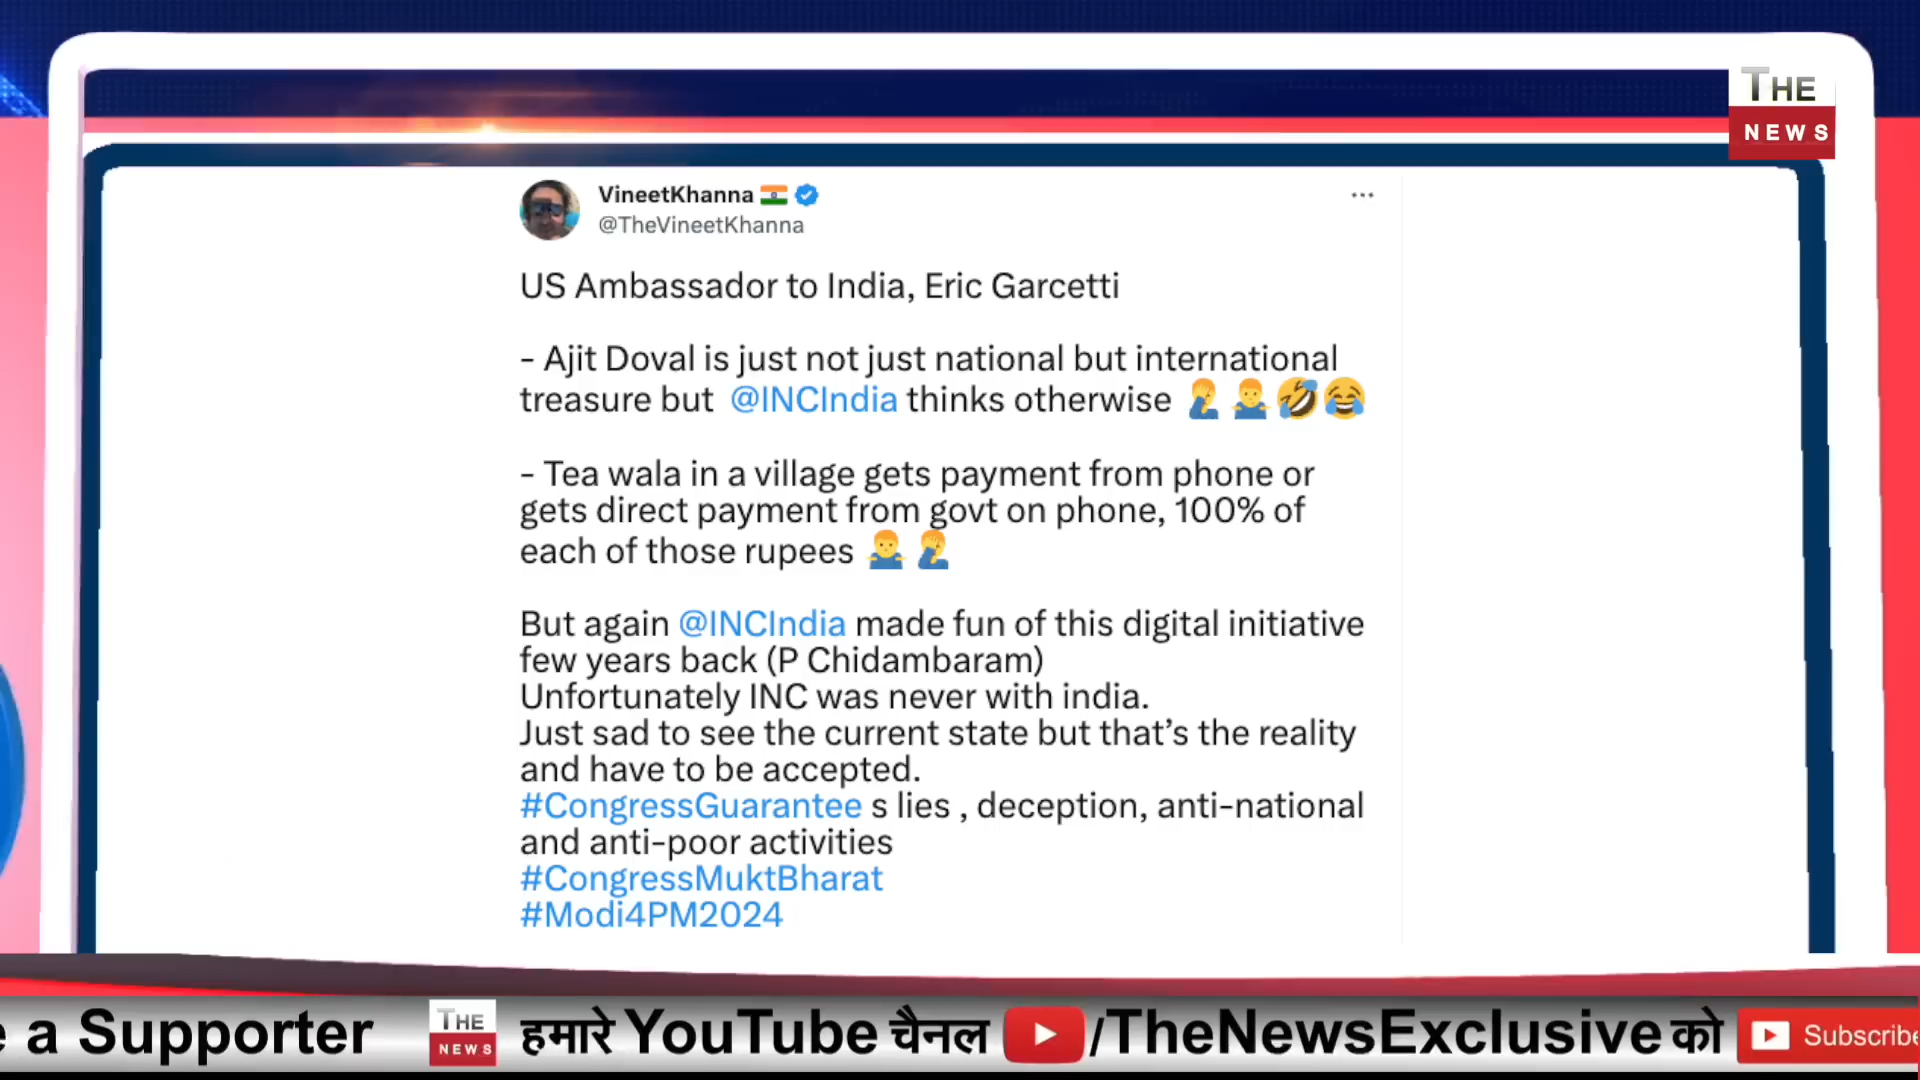 THE
NEWS
VineetKhanna
@TheVineetKhanna
US Ambassador to India, Eric Garcetti
- Ajit Doval is just not just national but international
treasure but @INCIndia thinks otherwise 🤦‍♂️🤷‍♂️🤣😂
- Tea wala in a village gets payment from phone or
gets direct payment from govt on phone, 100% of
each of those rupees 🤷‍♂️🤦‍♂️
But again @INCIndia made fun of this digital initiative
few years back (P Chidambaram)
Unfortunately INC was never with india.
Just sad to see the current state but that’s the reality
and have to be accepted.
#CongressGuarantee s lies , deception, anti-national
and anti-poor activities
#CongressMuktBharat
#Modi4PM2024
a Supporter THE NEWS हमारे YouTube चैनल /TheNewsExclusive को Subscribe